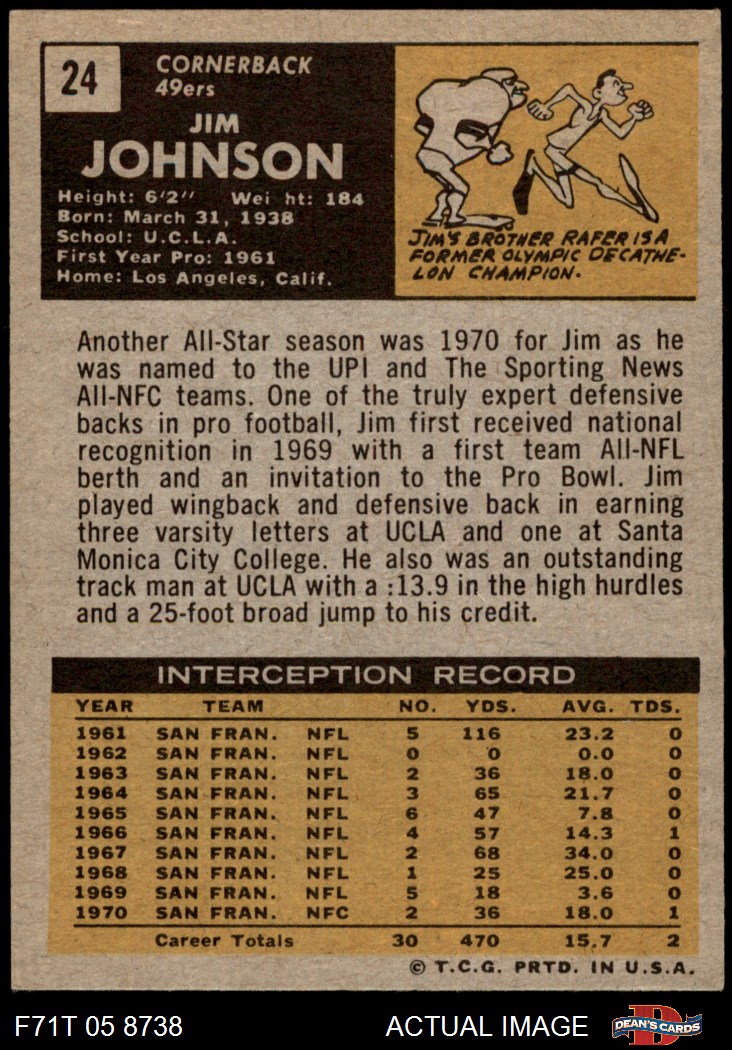 24
CORNERBACK
49ers
JIM
JOHNSON
Height: 6'2" Wei ht: 184
Born: March 31, 1938
School: U.C.L.A.
First Year Pro: 1961
Home: Los Angeles, Calif.
JIM'S BROTHER RAFER IS A
FORMER OLYMPIC DECATHE-
LON CHAMPION.
Another All-Star season was 1970 for Jim as he
was named to the UPI and The Sporting News
All-NFC teams. One of the truly expert defensive
backs in pro football, Jim first received national
recognition in 1969 with a first team All-NFL
berth and an invitation to the Pro Bowl. Jim
played wingback and defensive back in earning
three varsity letters at UCLA and one at Santa
Monica City College. He also was an outstanding
track man at UCLA with a :13.9 in the high hurdles
and a 25-foot broad jump to his credit.
INTERCEPTION RECORD
YEAR TEAM NO. YDS. AVG. TDS.
1961 SAN FRAN. NFL 5 116 23.2 0
1962 SAN FRAN. NFL 0 0 0.0 0
1963 SAN FRAN. NFL 2 36 18.0 0
1964 SAN FRAN. NFL 3 65 21.7 0
1965 SAN FRAN. NFL 6 47 7.8 0
1966 SAN FRAN. NFL 4 57 14.3 1
1967 SAN FRAN. NFL 2 68 34.0 0
1968 SAN FRAN. NFL 1 25 25.0 0
1969 SAN FRAN. NFL 5 18 3.6 0
1970 SAN FRAN. NFC 2 36 18.0 1
Career Totals 30 470 15.7 2
© T.C.G. PRTD. IN U.S.A.
F71T 05 8738 ACTUAL IMAGE D DEAN'S CARDS